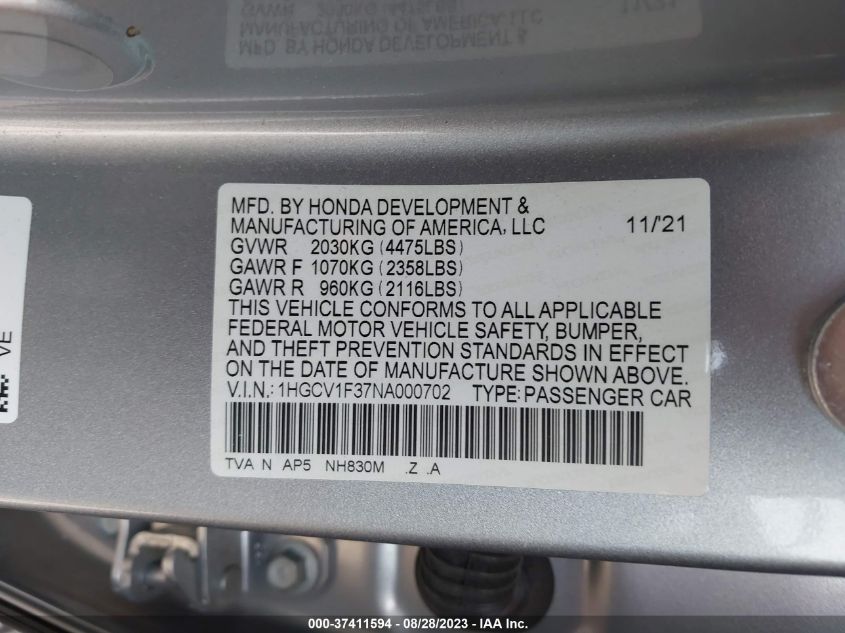 MFD. BY HONDA DEVELOPMENT &
MANUFACTURING OF AMERICA, LLC 11/'21
GVWR 2030KG (4475LBS)
GAWR F 1070KG (2358LBS)
GAWR R 960KG (2116LBS)
THIS VEHICLE CONFORMS TO ALL APPLICABLE
FEDERAL MOTOR VEHICLE SAFETY, BUMPER,
AND THEFT PREVENTION STANDARDS IN EFFECT
ON THE DATE OF MANUFACTURE SHOWN ABOVE.
V.I.N.: 1HGCV1F37NA000702 TYPE: PASSENGER CAR
TVA N AP5 NH830M .Z .A
VE
000-37411594 - 08/28/2023 - IAA Inc.